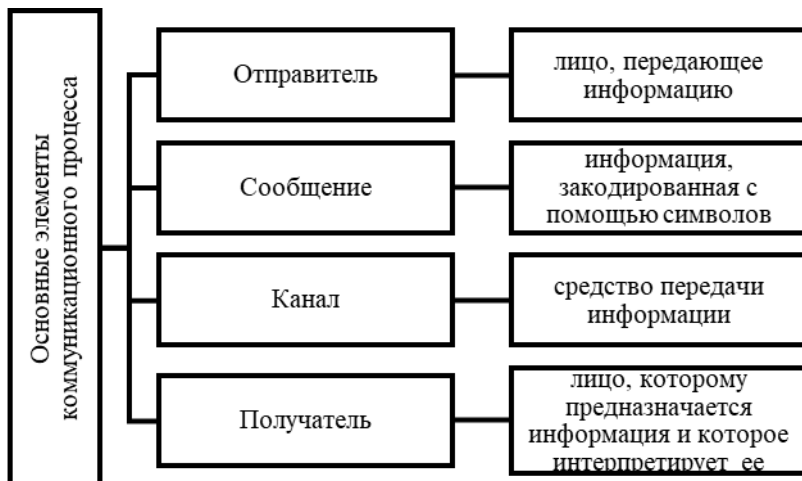 Основные элементы
коммуникационного процесса
Отправитель
лицо, передающее
информацию
Сообщение
информация,
закодированная с
помощью символов
Канал
средство передачи
информации
Получатель
лицо, которому
предназначается
информация и которое
интерпретирует ее